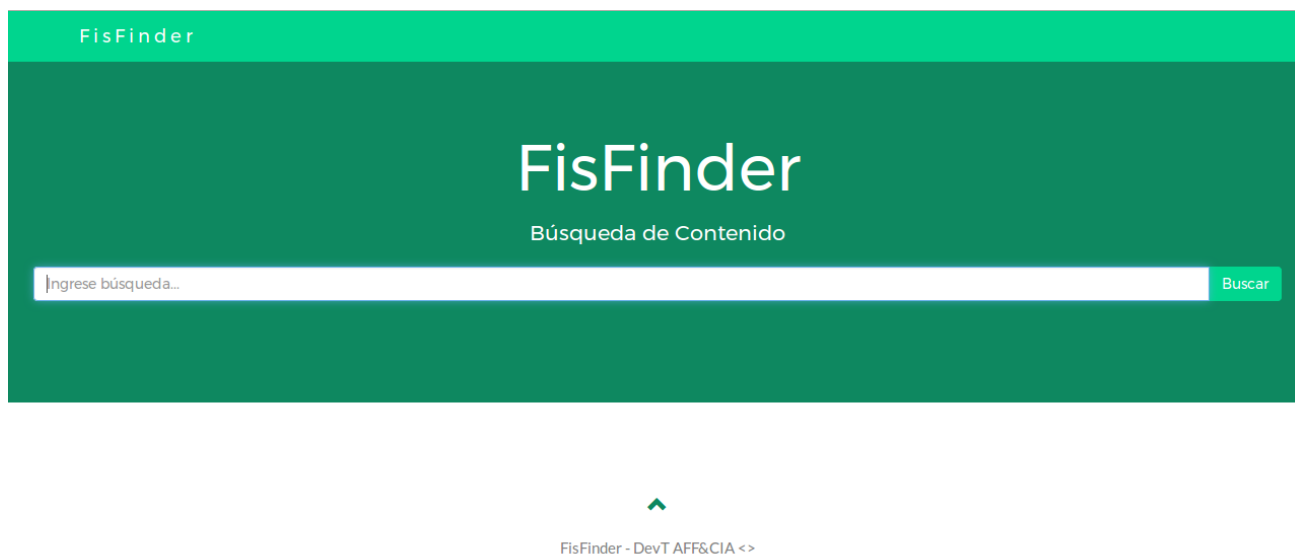 FisFinder
FisFinder
Búsqueda de Contenido
Ingrese búsqueda... Buscar
FisFinder - DevT AFF&CIA <>